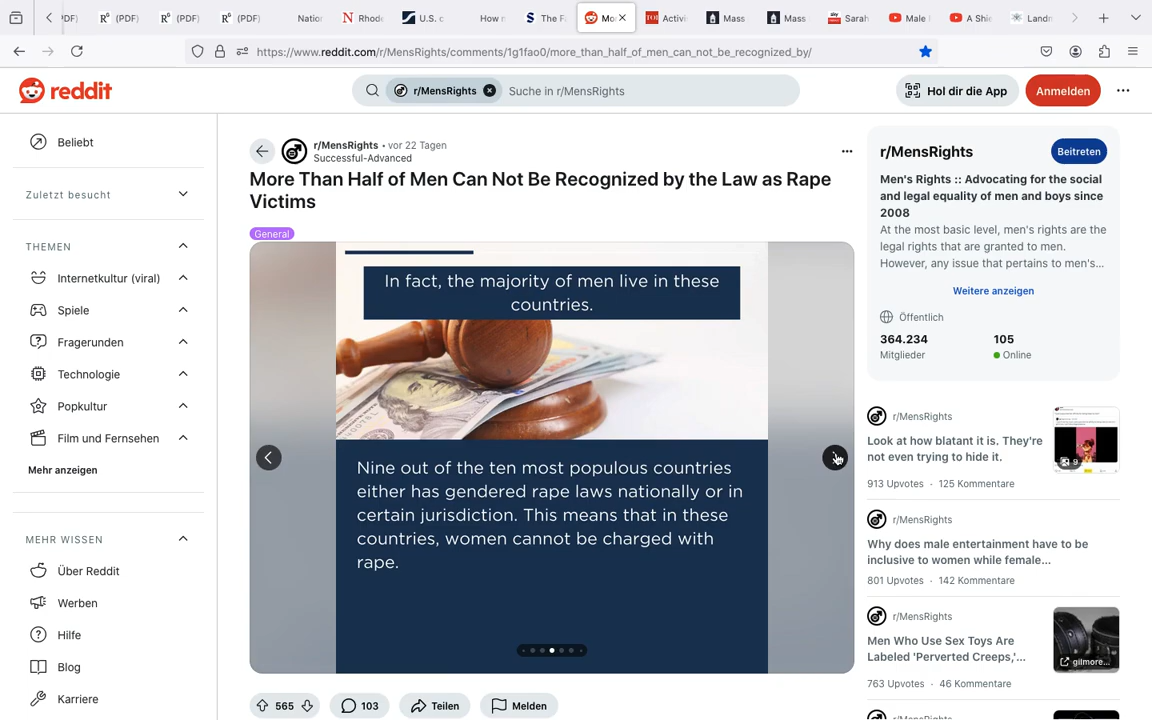 PDF)
(PDF)
(PDF)
(PDF)
Natio
Rhode
U.S. c
How n
The F
Mo
Activi
Mass
Mass
Sarah
Male
A Shie
Landm
https://www.reddit.com/r/MensRights/comments/1g1fao0/more_than_half_of_men_can_not_be_recognized_by/
reddit
r/MensRights
Suche in r/MensRights
Hol dir die App
Anmelden
Beliebt
Zuletzt besucht
THEMEN
Internetkultur (viral)
Spiele
Fragerunden
Technologie
Popkultur
Film und Fernsehen
Mehr anzeigen
MEHR WISSEN
Über Reddit
Werben
Hilfe
Blog
Karriere
r/MensRights • vor 22 Tagen
Successful-Advanced
More Than Half of Men Can Not Be Recognized by the Law as Rape
Victims
General
In fact, the majority of men live in these
countries.
Nine out of the ten most populous countries
either has gendered rape laws nationally or in
certain jurisdiction. This means that in these
countries, women cannot be charged with
rape.
565
103
Teilen
Melden
r/MensRights
Beitreten
Men's Rights :: Advocating for the social
and legal equality of men and boys since
2008
At the most basic level, men's rights are the
legal rights that are granted to men.
However, any issue that pertains to men's...
Weitere anzeigen
Öffentlich
364.234
Mitglieder
105
Online
r/MensRights
Look at how blatant it is. They're
not even trying to hide it.
9
913 Upvotes · 125 Kommentare
r/MensRights
Why does male entertainment have to be
inclusive to women while female...
801 Upvotes · 142 Kommentare
r/MensRights
Men Who Use Sex Toys Are
Labeled 'Perverted Creeps,'...
gilmore...
763 Upvotes · 46 Kommentare
r/MensRights